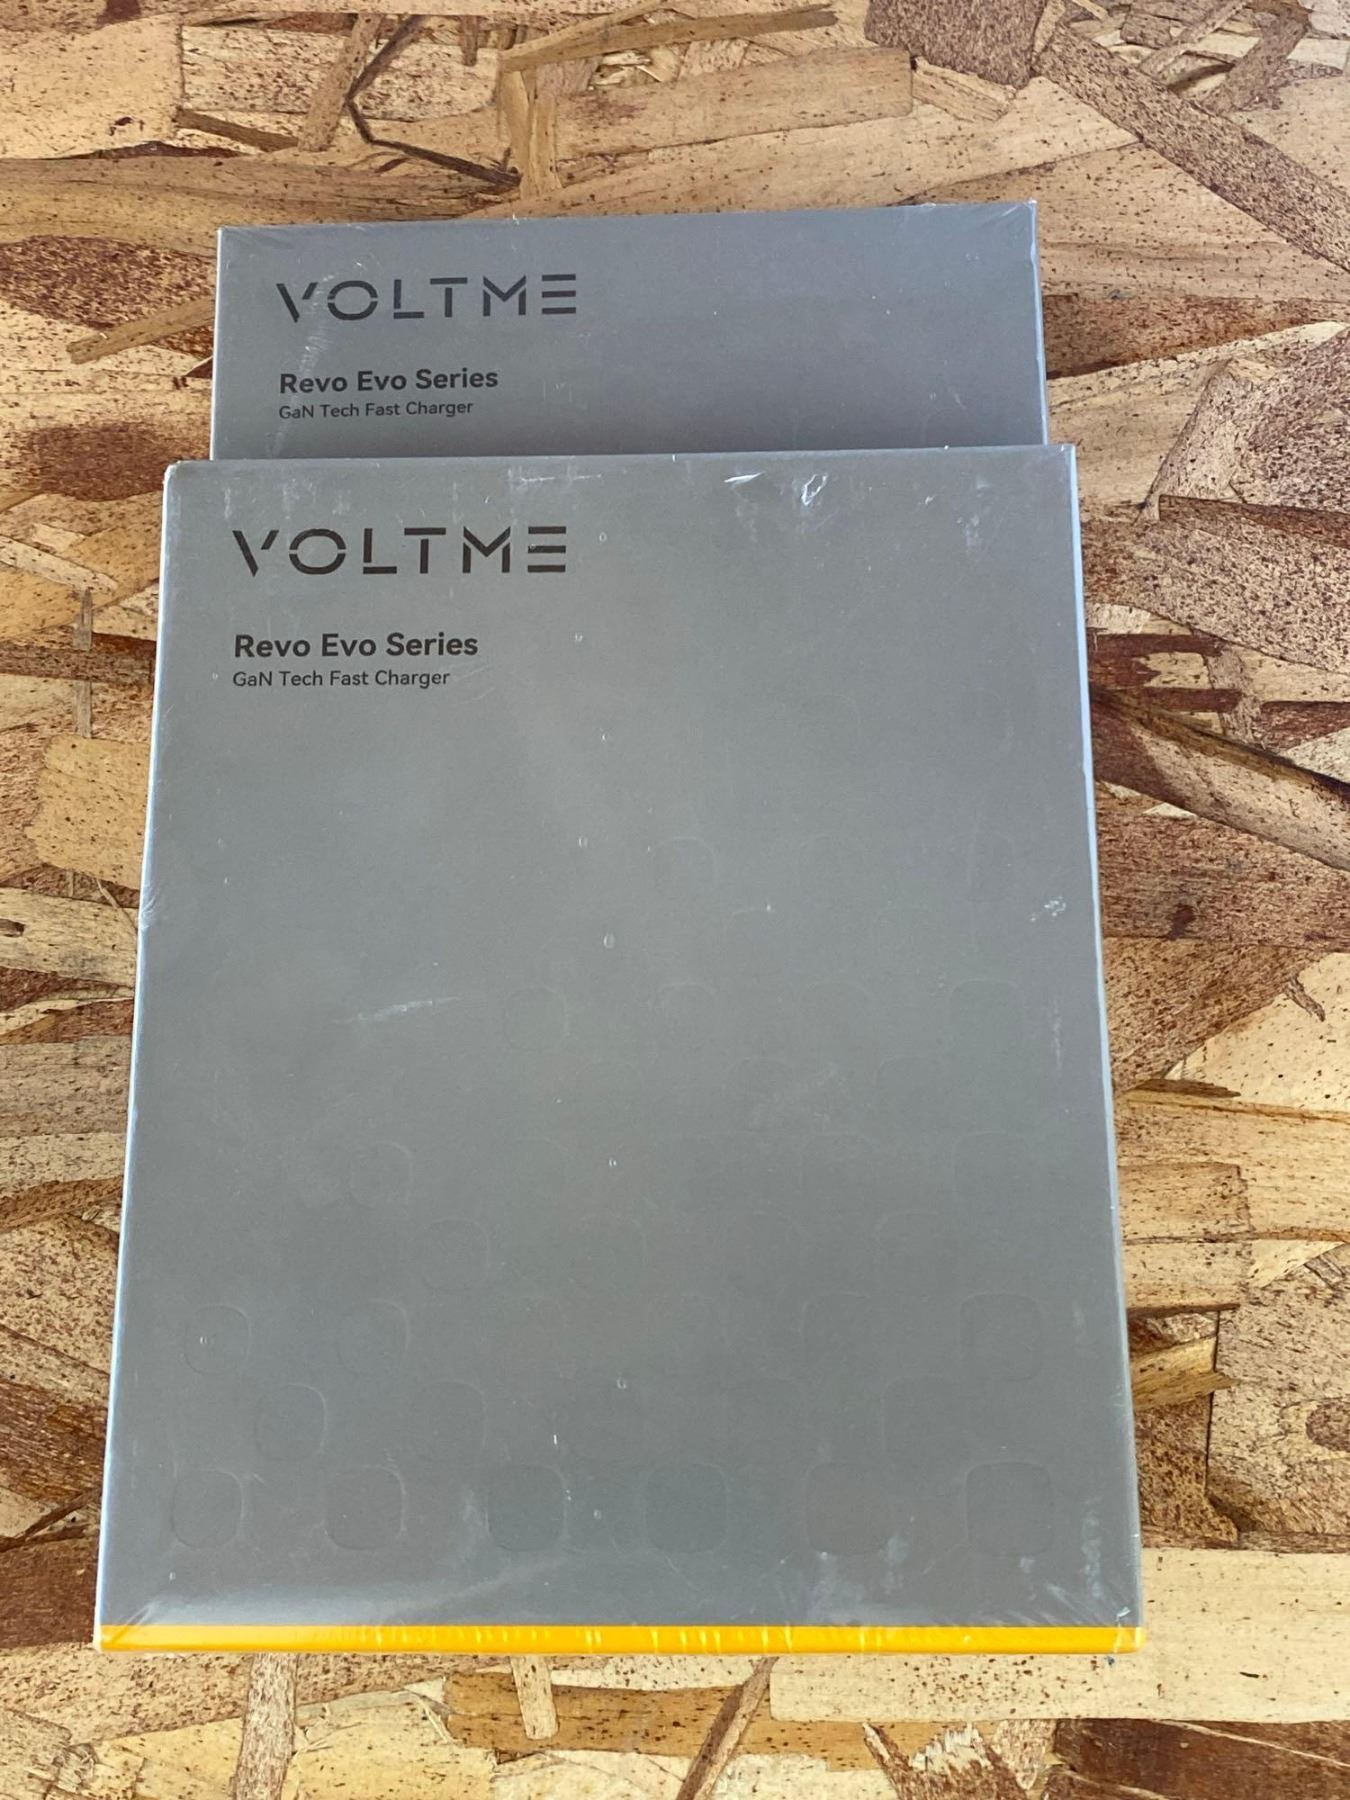 VOLTME
Revo Evo Series
GaN Tech Fast Charger
VOLTME
Revo Evo Series
GaN Tech Fast Charger